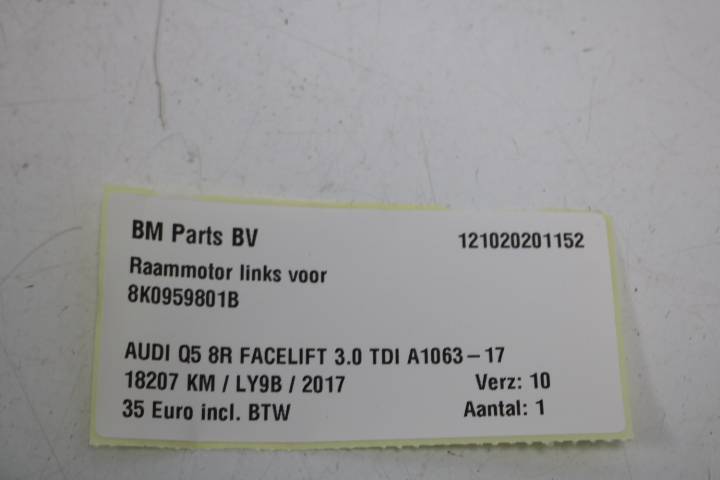 BM Parts BV 121020201152
Raammotor links voor
8K0959801B
AUDI Q5 8R FACELIFT 3.0 TDI A1063-17
18207 KM / LY9B / 2017 Verz: 10
35 Euro incl. BTW Aantal: 1